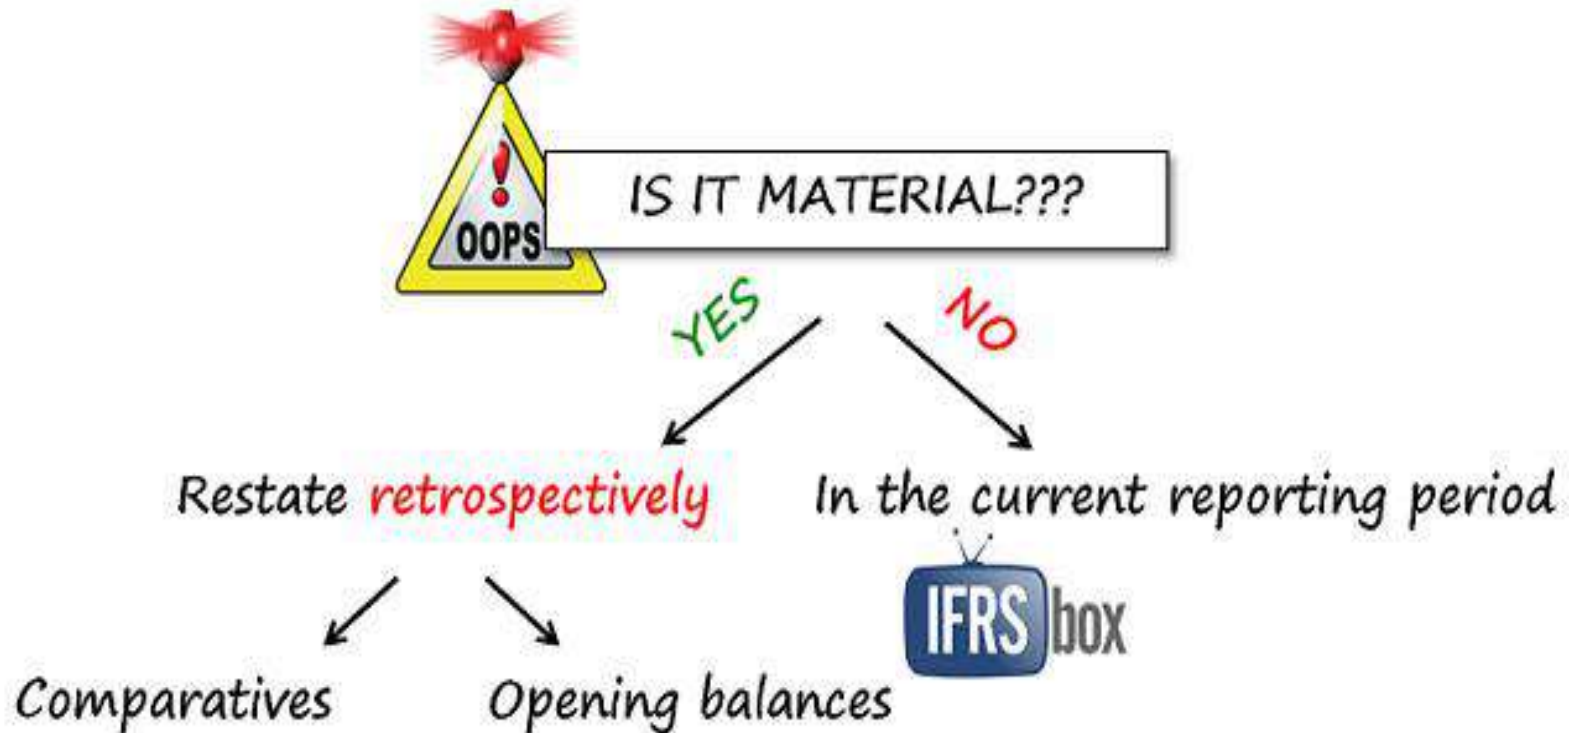 OOPS
IS IT MATERIAL???
YES
NO
Restate retrospectively
In the current reporting period
IFRS box
Comparatives
Opening balances